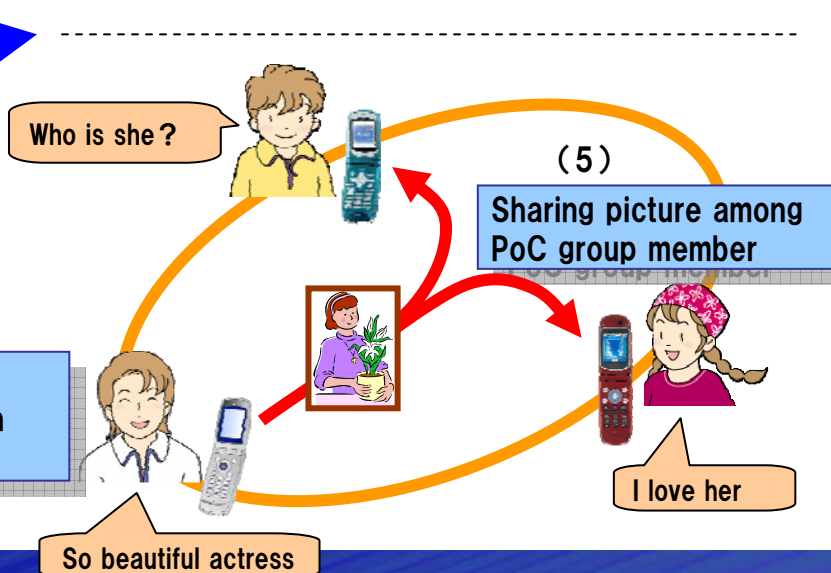 Who is she？
（5）
Sharing picture among
PoC group member
I love her
So beautiful actress